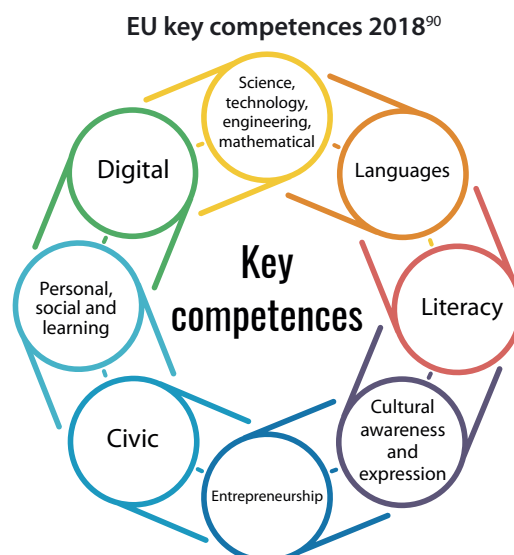 EU key competences 2018⁹⁰
Science,
technology,
engineering,
mathematical
Languages
Literacy
Cultural
awareness
and
expression
Entrepreneurship
Civic
Personal,
social and
learning
Digital
Key
competences